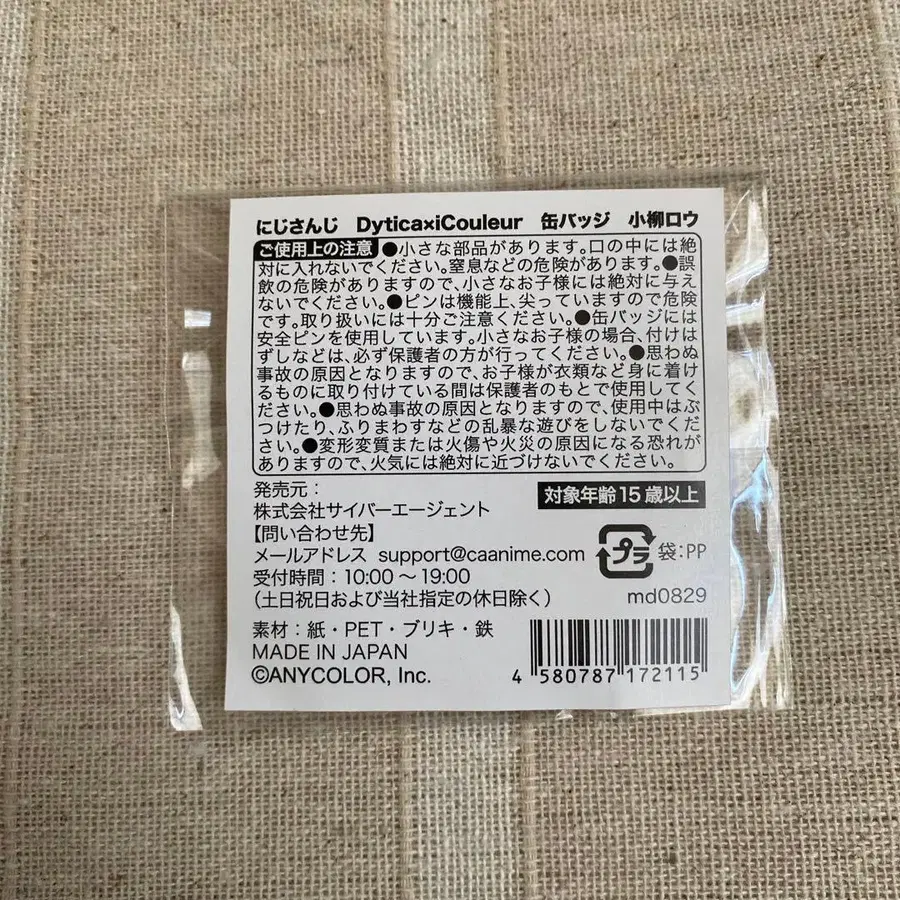 にじさんじ Dytica×iCouleur 缶バッジ 小柳ロウ
ご使用上の注意 ●小さな部品があります。口の中には絶
対に入れないでください。窒息などの危険があります。●誤
飲の危険がありますので、小さなお子様には絶対に与え
ないでください。●ピンは機能上、尖っていますので危険
です。取り扱いには十分ご注意ください。●缶バッジには
安全ピンを使用しています。小さなお子様の場合、付けは
ずしなどは、必ず保護者の方が行ってください。●思わぬ
事故の原因となりますので、お子様が衣類など身に着け
るものに取り付けている間は保護者のもとで使用してく
ださい。●思わぬ事故の原因となりますので、使用中はぶ
つけたり、ふりまわすなどの乱暴な遊びをしないでくださ
い。●変形変質または火傷や火災の原因になる恐れが
ありますので、火気には絶対に近づけないでください。
発売元：
対象年齢15歳以上
株式会社サイバーエージェント
【問い合わせ先】
メールアドレス support@caanime.com
プラ 袋:PP
受付時間：10:00～19:00
（土日祝日および当社指定の休日除く）
md0829
素材：紙・PET・ブリキ・鉄
MADE IN JAPAN
©ANYCOLOR, Inc.
4 580787 172115